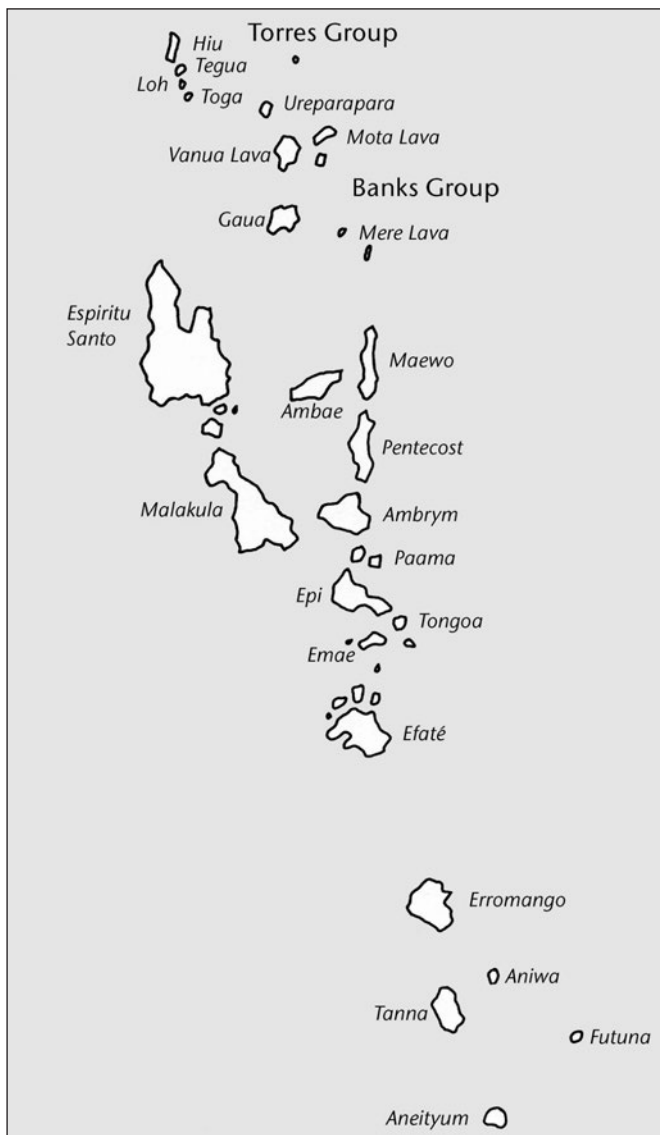 Torres Group
Hiu
Tegua
Loh
Toga
Ureparapara
Mota Lava
Vanua Lava
Banks Group
Gaua
Mere Lava
Espiritu
Santo
Maewo
Ambae
Pentecost
Malakula
Ambrym
Paama
Epi
Tongoa
Emae
Efaté
Erromango
Aniwa
Tanna
Futuna
Aneityum